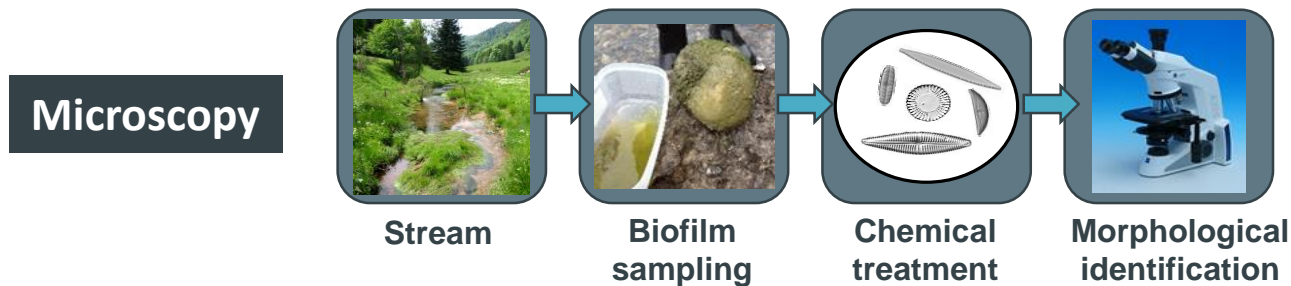 Microscopy
Stream
Biofilm
sampling
Chemical
treatment
Morphological
identification